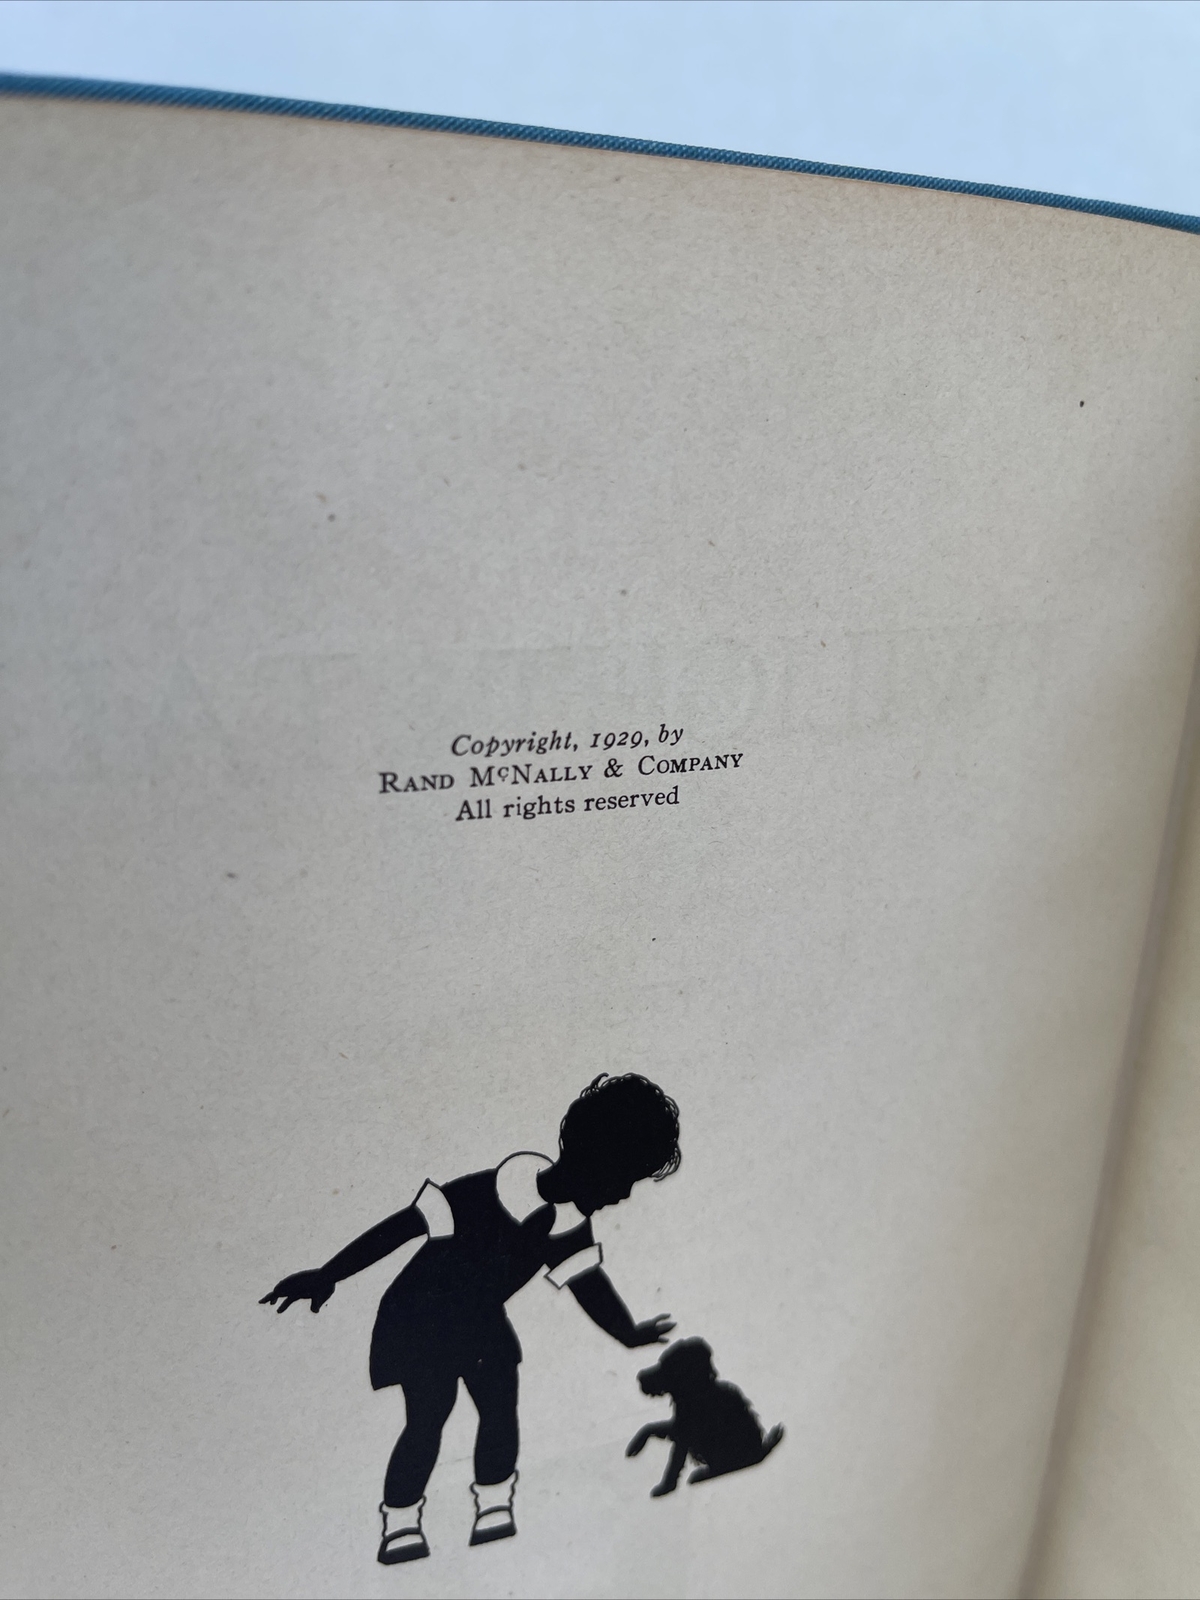 Copyright, 1929, by
RAND MᶜNALLY & COMPANY
All rights reserved